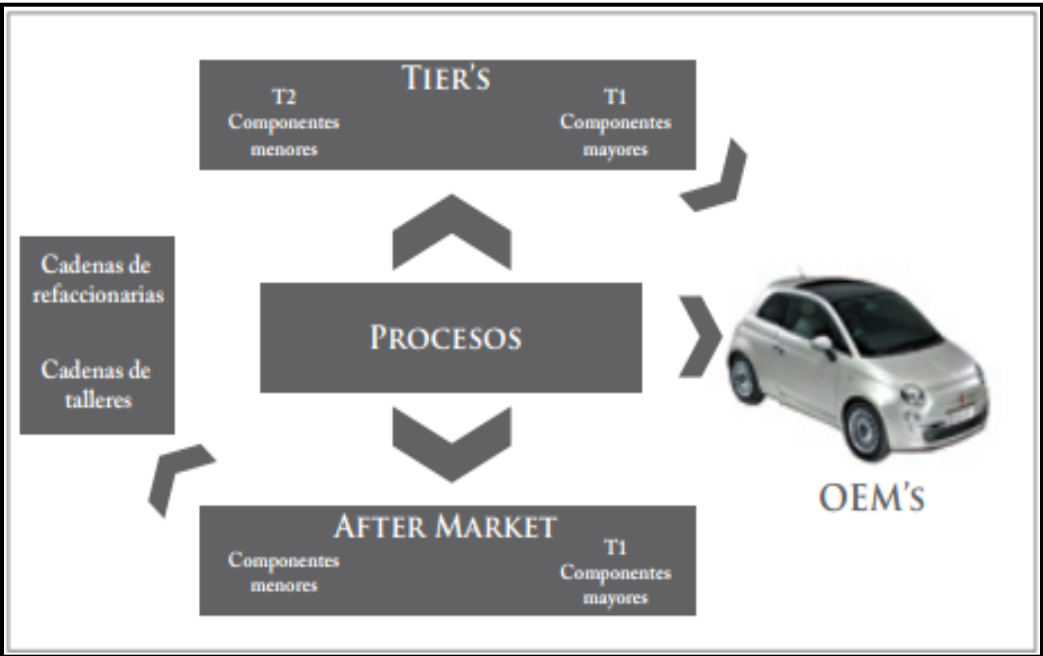 TIER'S
T2
Componentes
menores
T1
Componentes
mayores
Cadenas de
refaccionarias
Cadenas de
talleres
PROCESOS
OEM's
AFTER MARKET
Componentes
menores
T1
Componentes
mayores